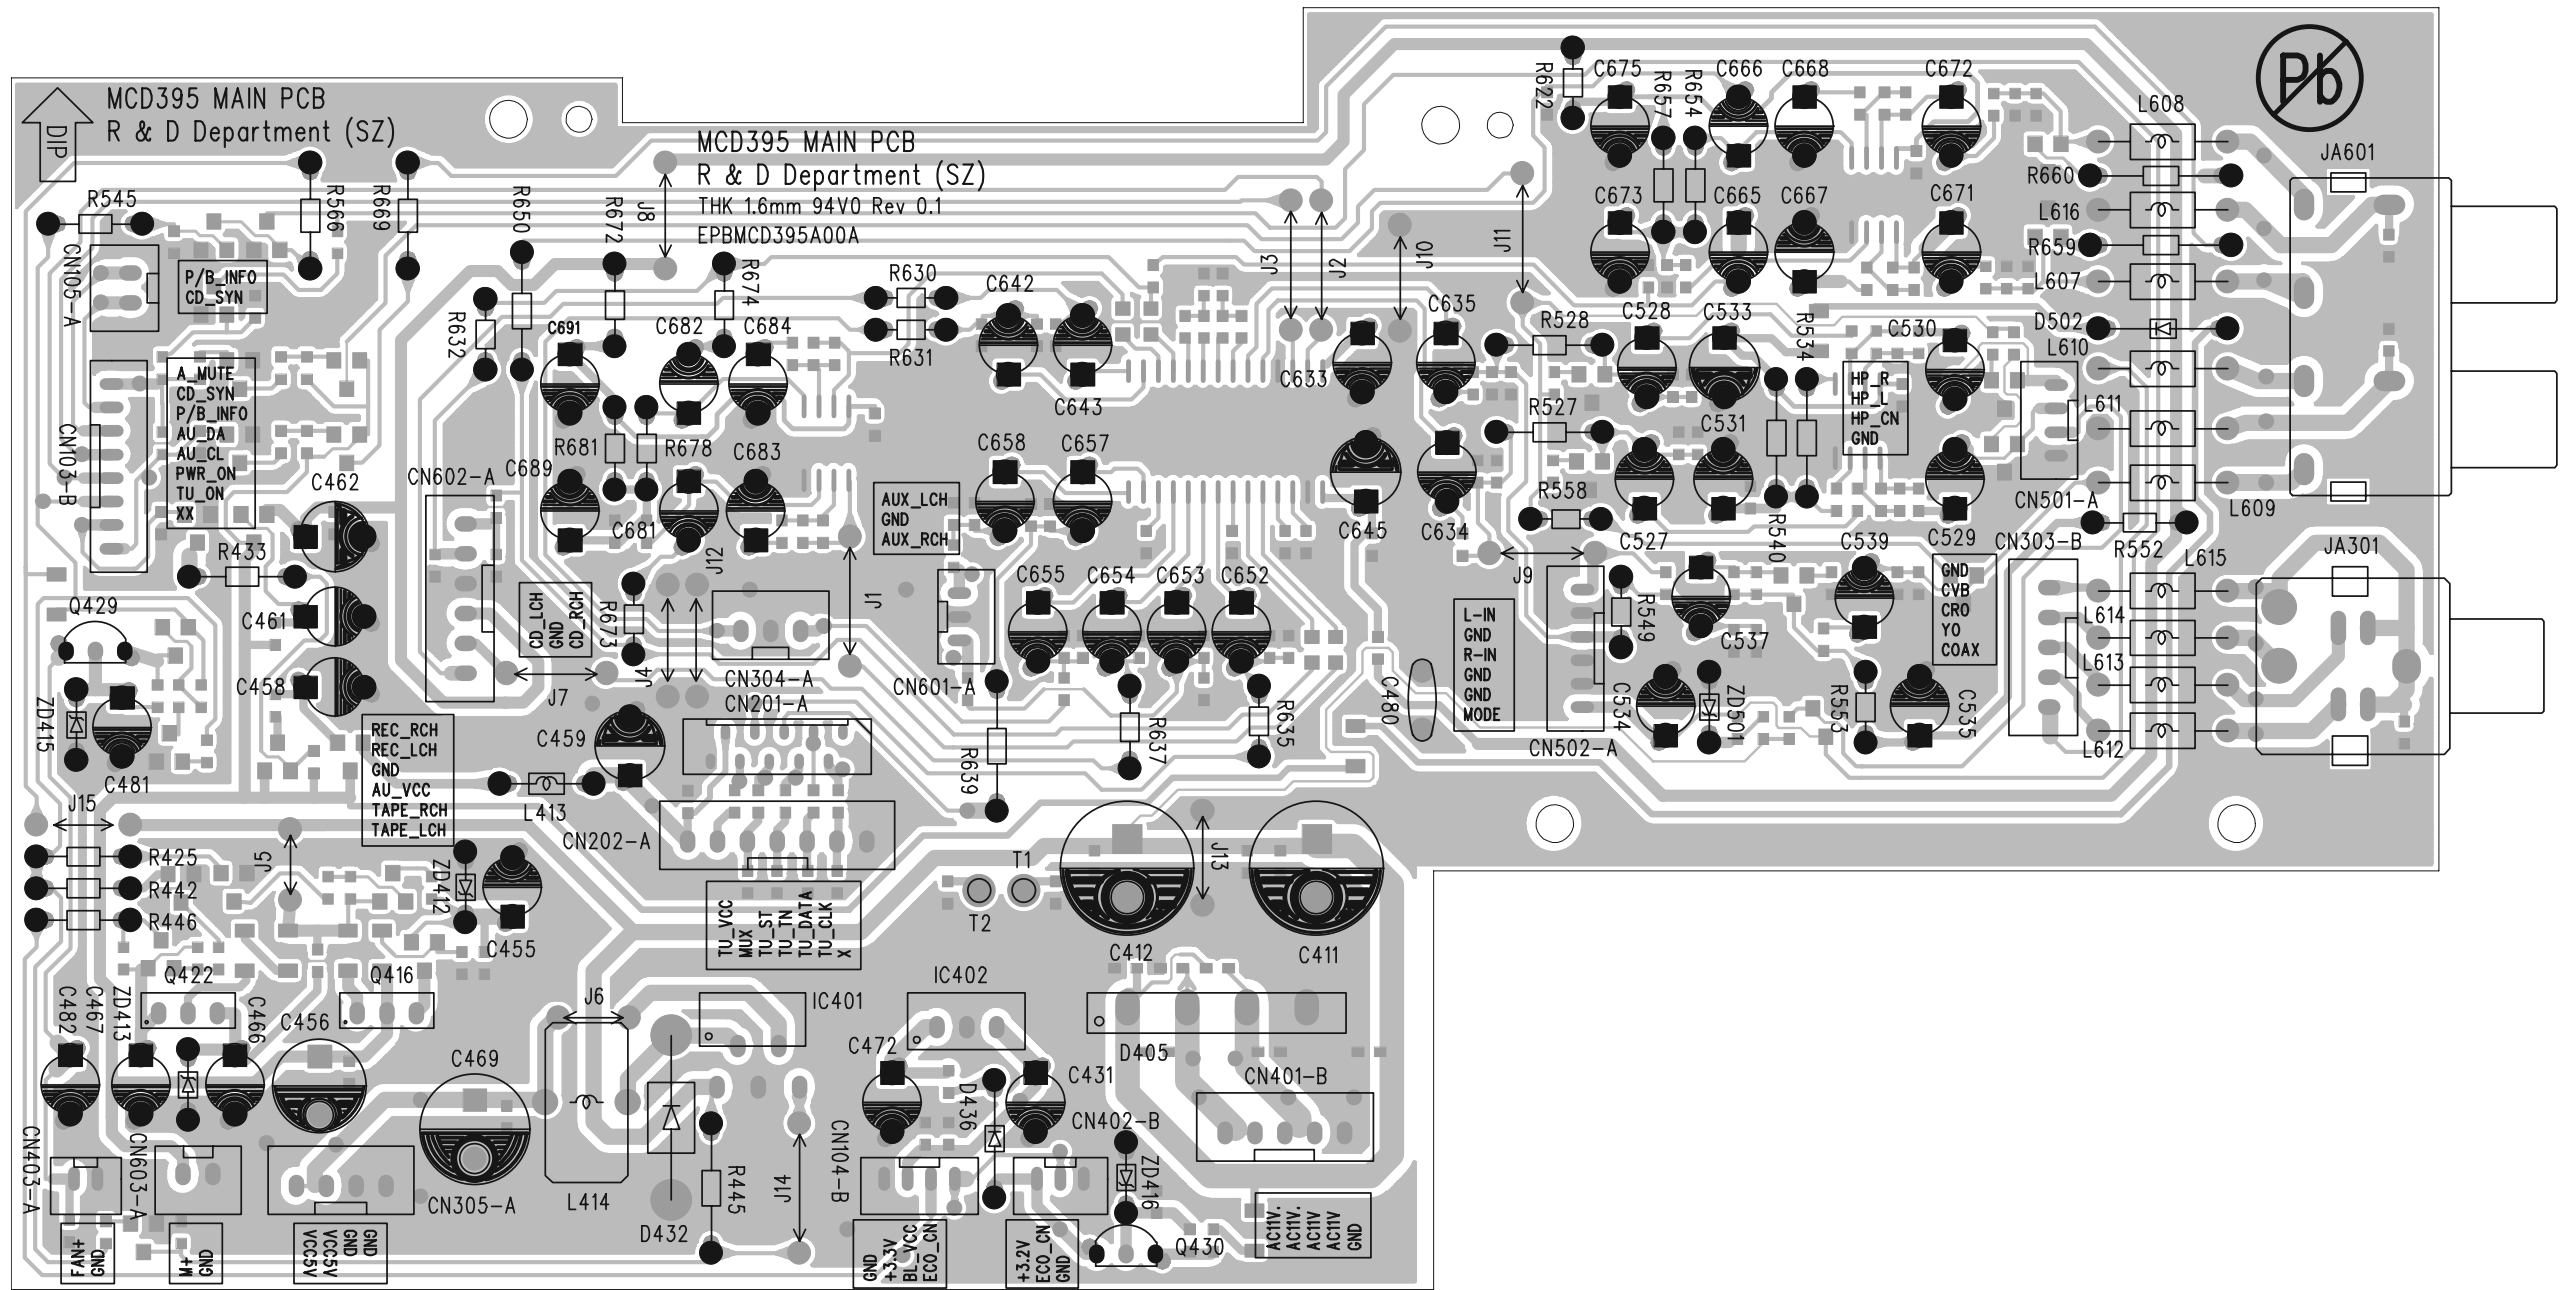 MCD395 MAIN PCB
R & D Department (SZ)
DIP
MCD395 MAIN PCB
R & D Department (SZ)
THK 1.6mm 94V0 Rev 0.1
EPBMCD395A00A
Pb
R545
R566
R669
R650
R672
J8
R674
CN105-A
P/B_INFO
CD_SYN
A_MUTE
CD_SYN
P/B_INFO
AU_DA
AU_CL
PWR_ON
TU_ON
XX
CN103-B
R632
C691
C682
C684
R630
R631
C642
C643
J3
J2
J10
J11
C635
C633
R622
C675
R657
R654
C666
C668
C672
L608
JA601
R660
L616
R659
L607
D502
L610
L611
C673
C665
C667
C671
R528
C528
C533
R534
C530
HP_R
HP_L
HP_CN
GND
R527
C531
CN501-A
L609
R558
C527
R540
C539
C529
CN303-B
R552
L615
JA301
C462
CN602-A
C689
R681
R678
C683
C681
J12
C658
C657
AUX_LCH
GND
AUX_RCH
C645
C634
J9
R433
Q429
C461
C458
CD_LCH
GND
CD_RCH
R673
J4
J7
J1
CN304-A
CN201-A
CN601-A
C655
C654
C653
C652
C480
L-IN
GND
R-IN
GND
GND
MODE
R549
C537
GND
CVB
CRO
YO
COAX
L614
L613
L612
C534
ZD501
R553
C535
CN502-A
ZD415
C481
REC_RCH
REC_LCH
GND
AU_VCC
TAPE_RCH
TAPE_LCH
C459
L413
CN202-A
R639
R637
R635
J15
R425
R442
R446
J5
ZD412
C455
TU_VCC
MUX
TU_ST
TU_TN
TU_DATA
TU_CLK
X
T1
T2
C412
J13
C411
Q422
Q416
C482
C467
ZD413
C466
C456
C469
J6
IC401
IC402
C472
D436
C431
D405
CN401-B
CN402-B
CN403-A
CN603-A
CN305-A
L414
D432
R445
J14
CN104-B
ZD416
Q430
FAN+
GND
M+
GND
VCC5V
VCC5V
GND
GND
GND
+3.3V
BL_VCC
ECO_CN
+3.2V
ECO_CN
GND
AC11V.
AC11V.
AC11V
AC11V
GND